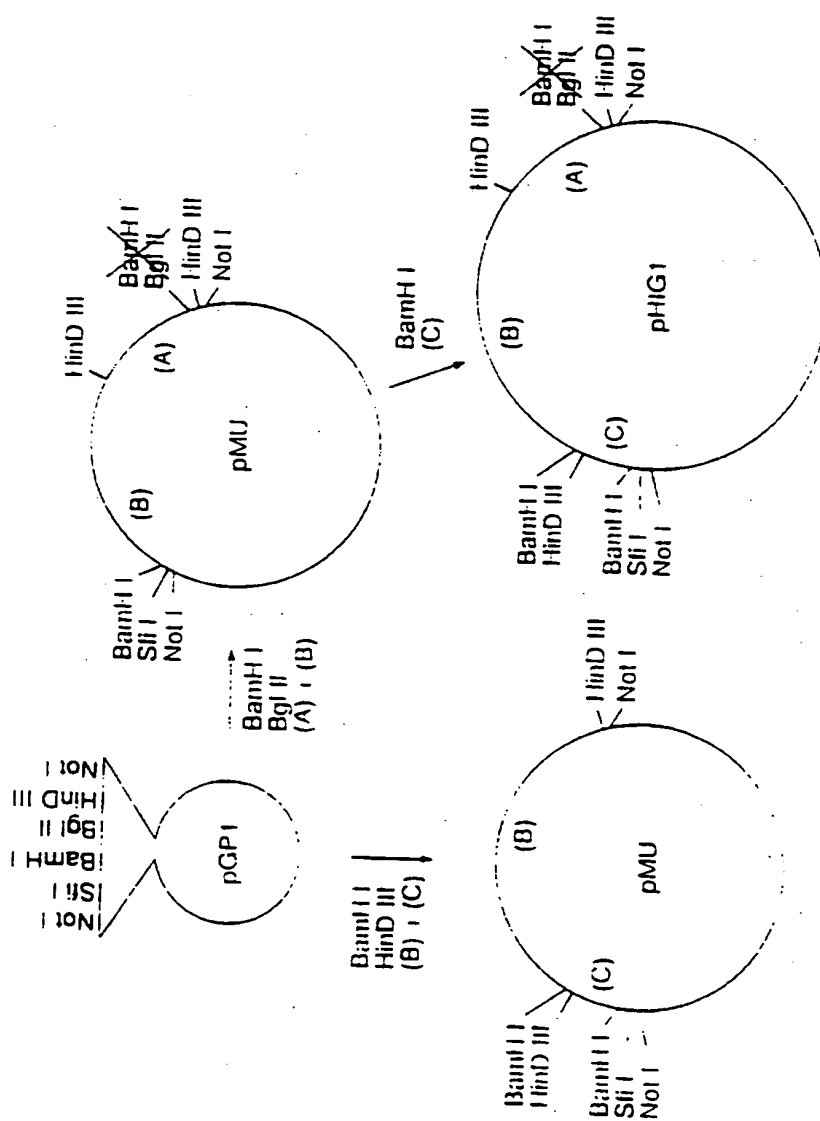 Not I
Sfi I
BamH I
Bgl II
HinD III
Not I
pGP1
BamH I
Bgl II
(A) + (B)
BamH I
Sfi I
Not I
(B)
HinD III
(A)
BamH I
Bgl II
HinD III
Not I
pMU
BamH I
HinD III
(B) + (C)
BamH I
(C)
BamH I
HinD III
(C)
BamH I
Sfi I
Not I
(B)
HinD III
Not I
pMU
BamH I
HinD III
(C)
BamH I
Sfi I
Not I
(B)
HinD III
(A)
BamH I
Bgl II
HinD III
Not I
pHIG1